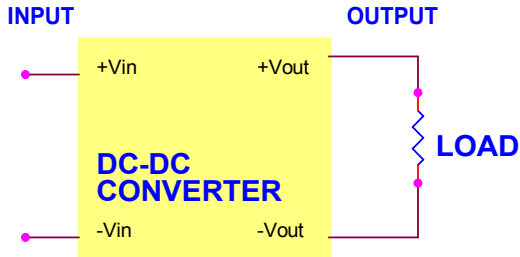 INPUT OUTPUT
+Vin +Vout
DC-DC
CONVERTER
LOAD
-Vin -Vout